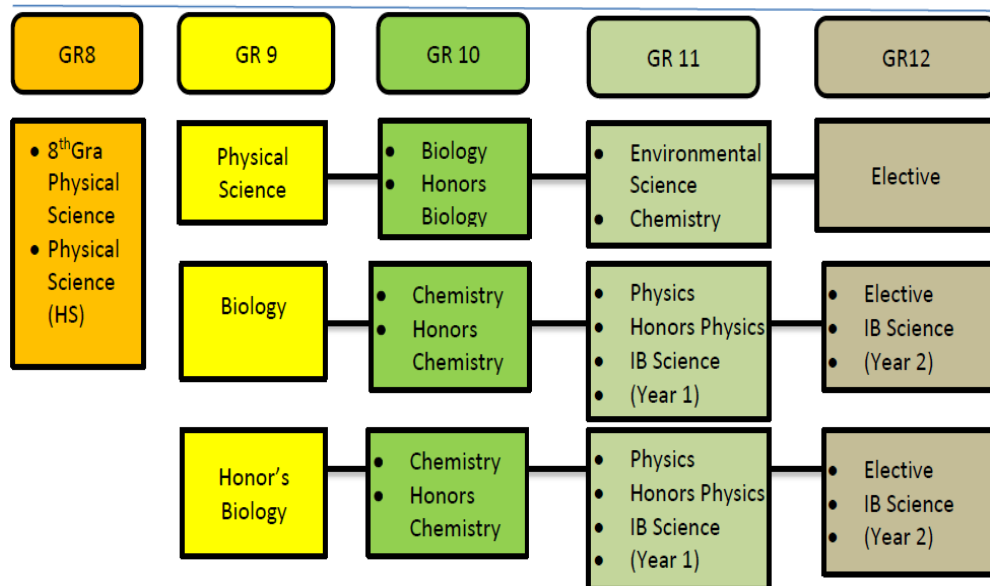 GR8
GR 9
GR 10
GR 11
GR12
• 8thGra
Physical
Science
• Physical
Science
(HS)
Physical
Science
• Biology
• Honors
Biology
• Environmental
Science
• Chemistry
Elective
Biology
• Chemistry
• Honors
Chemistry
• Physics
• Honors Physics
• IB Science
• (Year 1)
• Elective
• IB Science
• (Year 2)
Honor’s
Biology
• Chemistry
• Honors
Chemistry
• Physics
• Honors Physics
• IB Science
• (Year 1)
• Elective
• IB Science
• (Year 2)